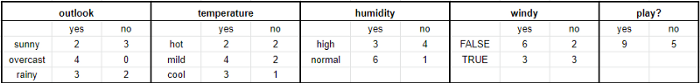 outlook temperature humidity windy play?
yes no yes no yes no yes no yes no
sunny 2 3 hot 2 2 high 3 4 FALSE 6 2 9 5
overcast 4 0 mild 4 2 normal 6 1 TRUE 3 3
rainy 3 2 cool 3 1